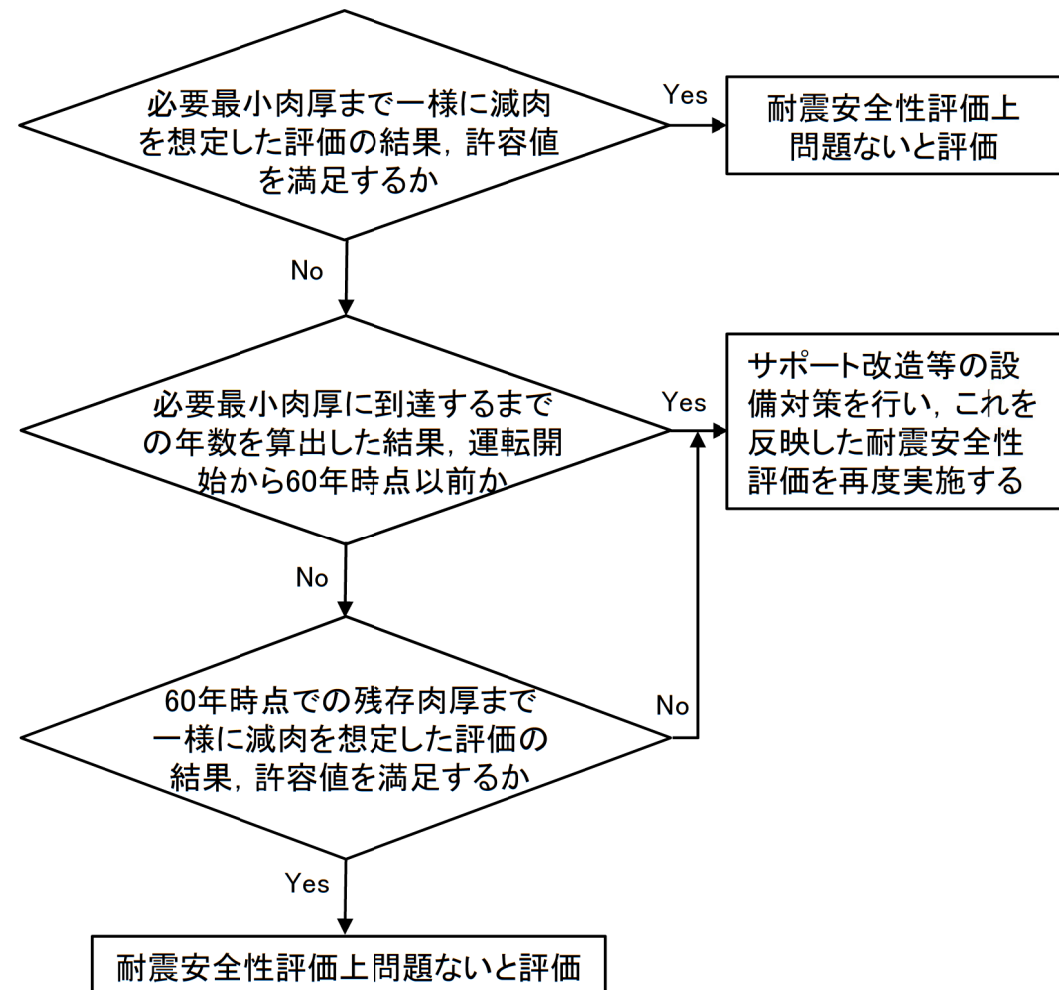 必要最小肉厚まで一様に減肉
を想定した評価の結果，許容値
を満足するか
Yes
耐震安全性評価上
問題ないと評価
No
必要最小肉厚に到達するまで
の年数を算出した結果，運転開
始から60年時点以前か
Yes
サポート改造等の設
備対策を行い，これを
反映した耐震安全性
評価を再度実施する
No
60年時点での残存肉厚まで
一様に減肉を想定した評価の
結果，許容値を満足するか
No
Yes
耐震安全性評価上問題ないと評価